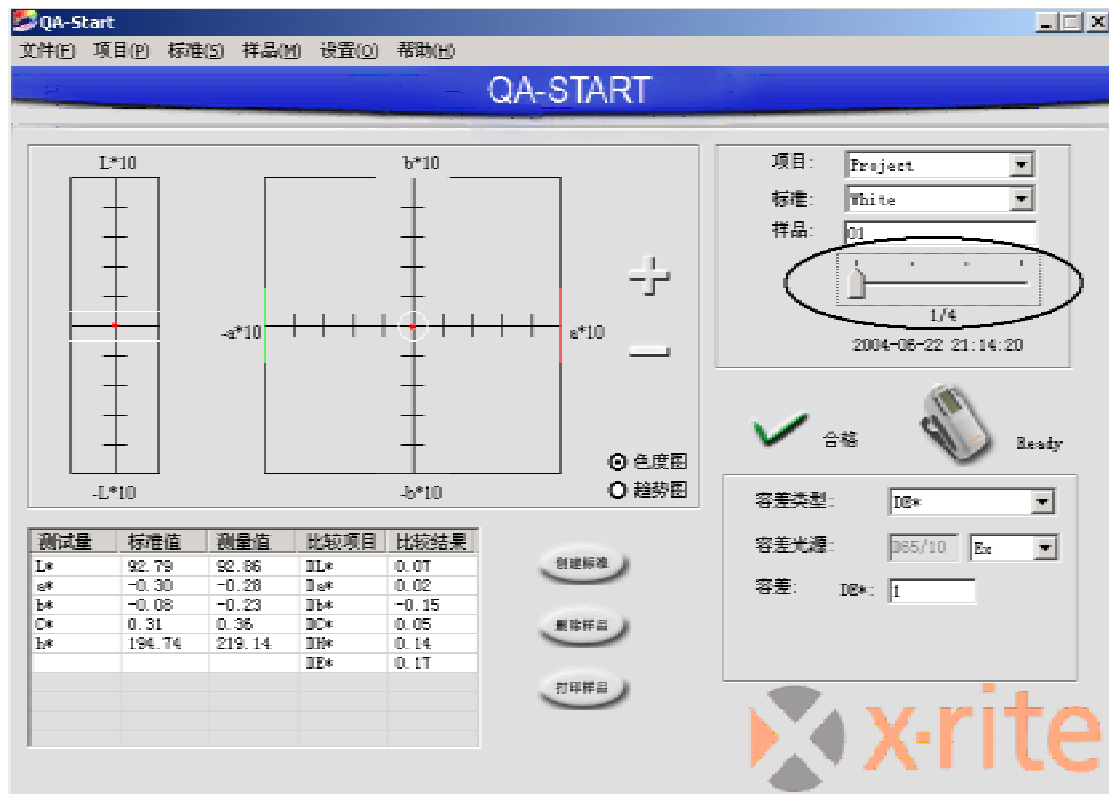 QA-Start
文件(F) 项目(P) 标准(S) 样品(M) 设置(O) 帮助(H)
QA-START
L*10
b*10
-a*10
a*10
-L*10
-b*10
色度图
趋势图
项目: Project
标准: White
样品: 01
1/4
2004-06-22 21:14:20
合格
Ready
容差类型: DE*
容差光源: D65/10 Ex
容差: DE*: 1
测试量 标准值 测量值 比较项目 比较结果
L* 92.79 92.86 DL* 0.07
a* -0.30 -0.28 Da* 0.02
b* -0.08 -0.23 Db* -0.15
C* 0.31 0.36 DC* 0.05
h* 194.74 219.14 DH* 0.14
DE* 0.17
创建标准
删除样品
打印样品
x-rite